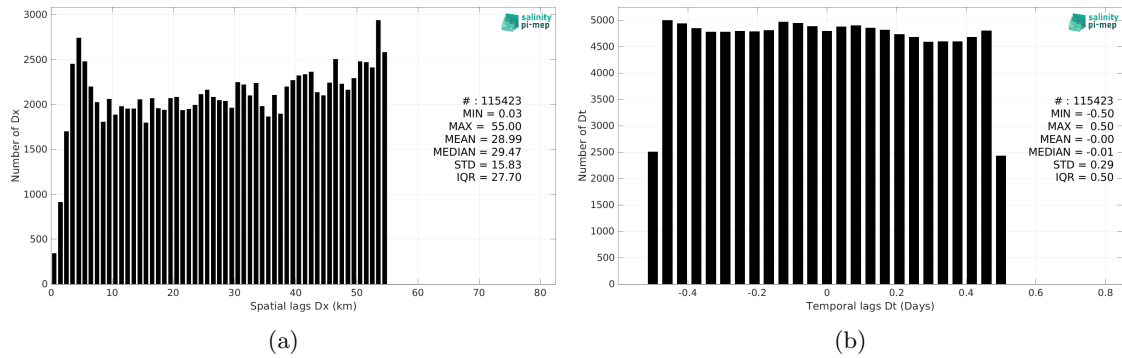 3000
2500
2000
1500
1000
500
0
Number of Dx
0 10 20 30 40 50 60 70 80
Spatial lags Dx (km)
salinity
pi-mep
# : 115423
MIN = 0.03
MAX = 55.00
MEAN = 28.99
MEDIAN = 29.47
STD = 15.83
IQR = 27.70
(a)
5000
4500
4000
3500
3000
2500
2000
1500
1000
500
0
Number of Dt
-0.4 -0.2 0 0.2 0.4 0.6 0.8
Temporal lags Dt (Days)
salinity
pi-mep
# : 115423
MIN = -0.50
MAX = 0.50
MEAN = -0.00
MEDIAN = -0.01
STD = 0.29
IQR = 0.50
(b)